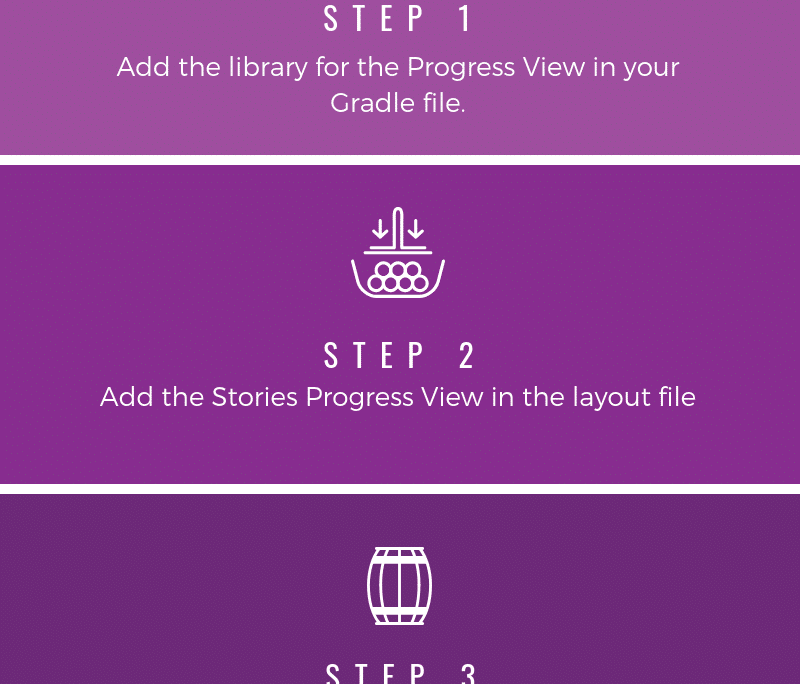 STEP 1
Add the library for the Progress View in your
Gradle file.
STEP 2
Add the Stories Progress View in the layout file
STEP 3